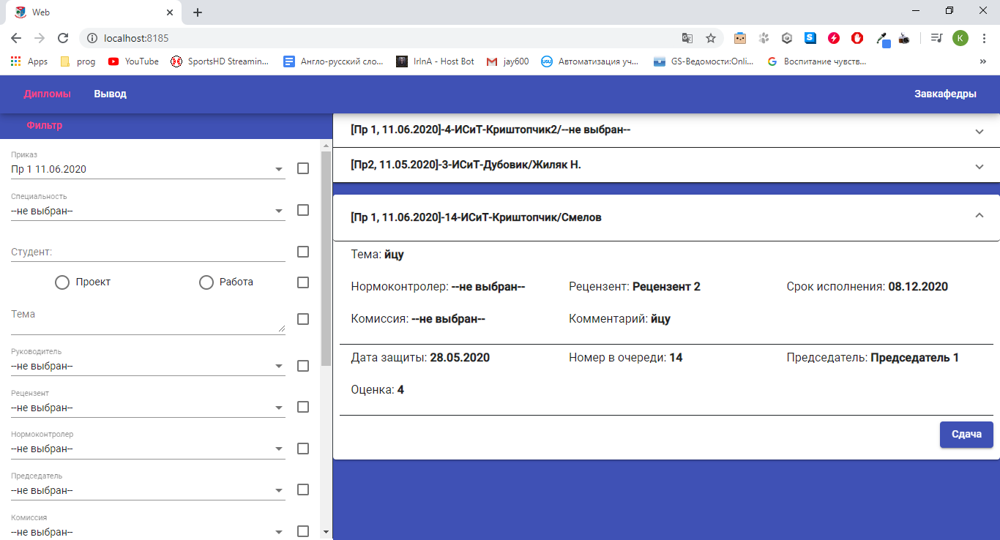 Web
localhost:8185
K
Apps
prog
YouTube
SportsHD Streamin...
Англо-русский сло...
IrInA - Host Bot
jay600
Автоматизация уч...
GS-Ведомости:Onli...
Воспитание чувств...
»
Дипломы
Вывод
Завкафедры
Фильтр
Приказ
Пр 1 11.06.2020
Специальность
--не выбран--
Студент:
Проект
Работа
Тема
Руководитель
--не выбран--
Рецензент
--не выбран--
Нормоконтролер
--не выбран--
Председатель
--не выбран--
Комиссия
--не выбран--
[Пр 1, 11.06.2020]-4-ИСиТ-Криштопчик2/--не выбран--
[Пр2, 11.05.2020]-3-ИСиТ-Дубовик/Жиляк Н.
[Пр 1, 11.06.2020]-14-ИСиТ-Криштопчик/Смелов
Тема: йцу
Нормоконтролер: --не выбран-- Рецензент: Рецензент 2 Срок исполнения: 08.12.2020
Комиссия: --не выбран-- Комментарий: йцу
Дата защиты: 28.05.2020 Номер в очереди: 14 Председатель: Председатель 1
Оценка: 4
Сдача